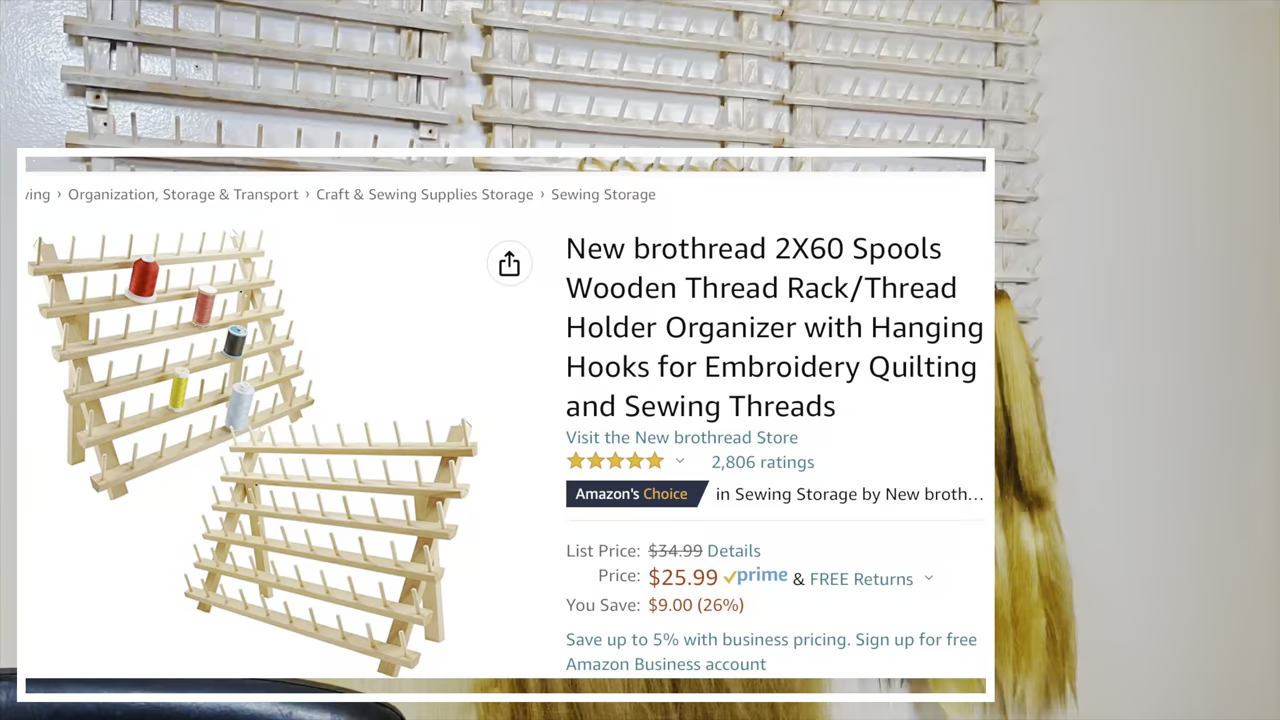 › Organization, Storage & Transport › Craft & Sewing Supplies Storage › Sewing Storage
New brothread 2X60 Spools
Wooden Thread Rack/Thread
Holder Organizer with Hanging
Hooks for Embroidery Quilting
and Sewing Threads
Visit the New brothread Store
2,806 ratings
Amazon's Choice in Sewing Storage by New broth…
List Price: $34.99 Details
Price: $25.99 prime & FREE Returns
You Save: $9.00 (26%)
Save up to 5% with business pricing. Sign up for free
Amazon Business account